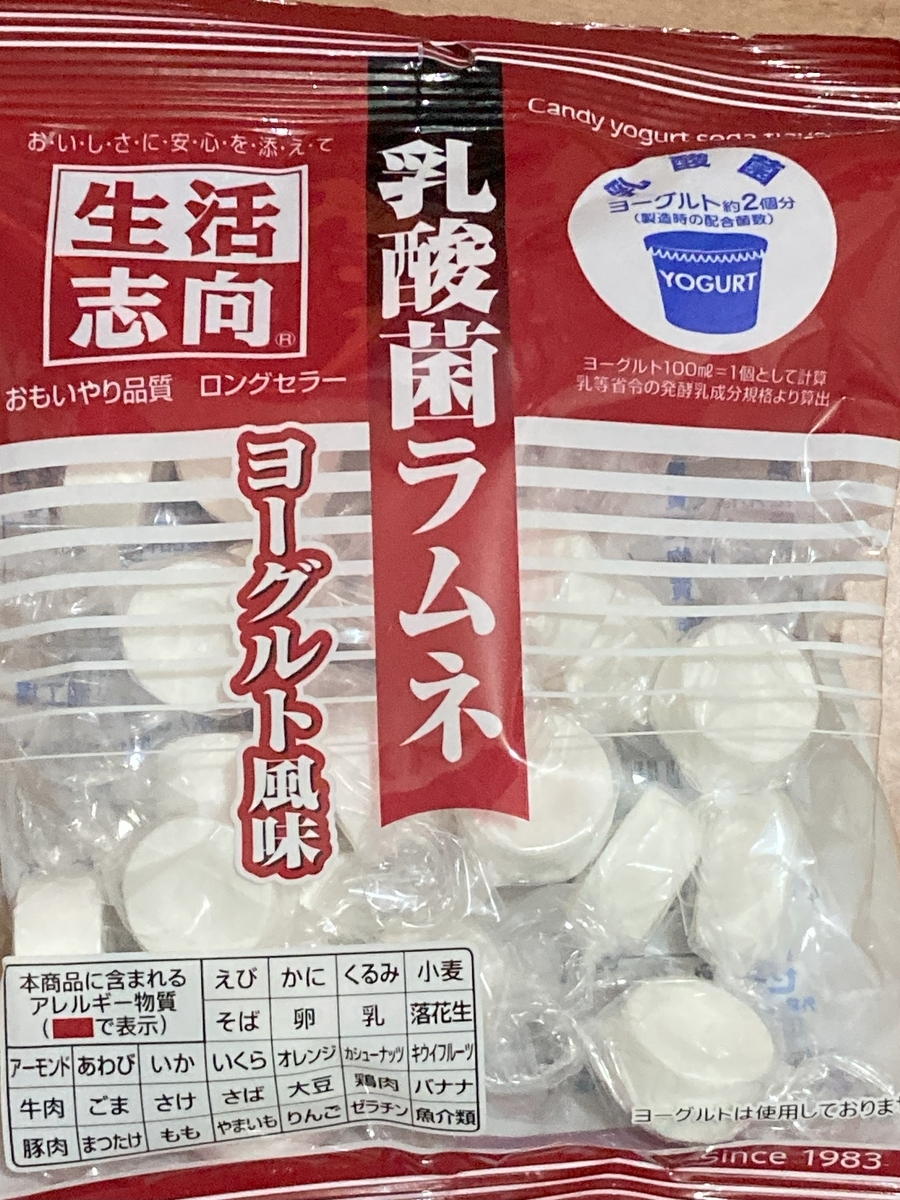 Candy yogurt soda
お・い・し・さ・に・安・心・を・添・え・て
生活
志向®
おもいやり品質 ロングセラー
乳酸菌ラムネ
ヨーグルト風味
乳酸菌
ヨーグルト約2個分
(製造時の配合菌数)
YOGURT
ヨーグルト100㎖=1個として計算
乳等省令の発酵乳成分規格より算出
本商品に含まれる
アレルギー物質
( で表示)
えび かに くるみ 小麦
そば 卵 乳 落花生
アーモンド あわび いか いくら オレンジ カシューナッツ キウイフルーツ
牛肉 ごま さけ さば 大豆 鶏肉 バナナ
豚肉 まつたけ もも やまいも りんご ゼラチン 魚介類
ヨーグルトは使用しておりま
since 1983